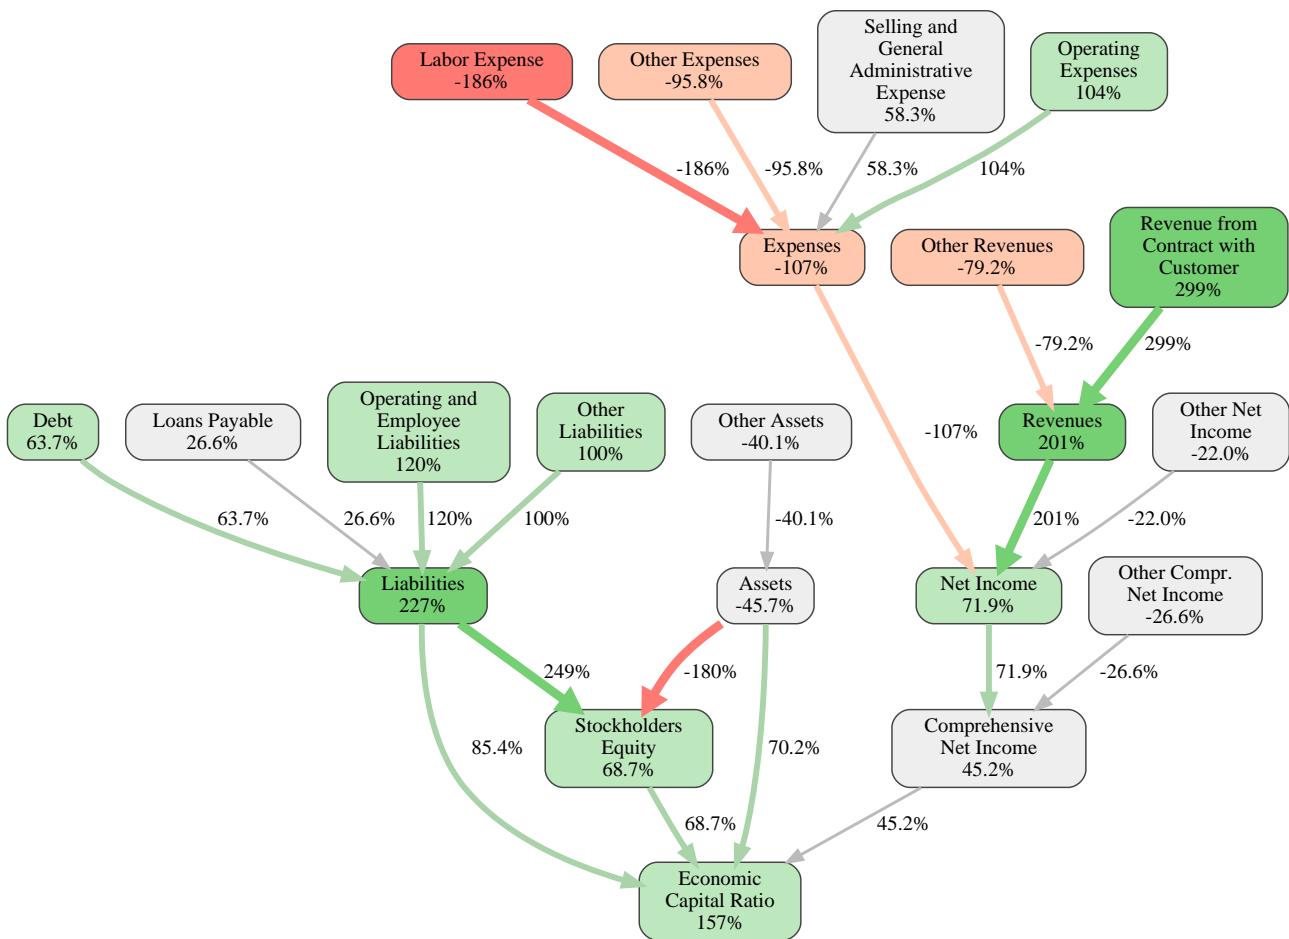 Labor Expense
-186%
Other Expenses
-95.8%
Selling and
General
Administrative
Expense
58.3%
Operating
Expenses
104%
-186%
-95.8%
58.3%
104%
Expenses
-107%
Other Revenues
-79.2%
Revenue from
Contract with
Customer
299%
-79.2%
299%
Debt
63.7%
Loans Payable
26.6%
Operating and
Employee
Liabilities
120%
Other
Liabilities
100%
Other Assets
-40.1%
-107%
Revenues
201%
Other Net
Income
-22.0%
63.7%
26.6%
120%
100%
-40.1%
201%
-22.0%
Liabilities
227%
Assets
-45.7%
Net Income
71.9%
Other Compr.
Net Income
-26.6%
249%
-180%
71.9%
-26.6%
85.4%
Stockholders
Equity
68.7%
70.2%
Comprehensive
Net Income
45.2%
68.7%
45.2%
Economic
Capital Ratio
157%